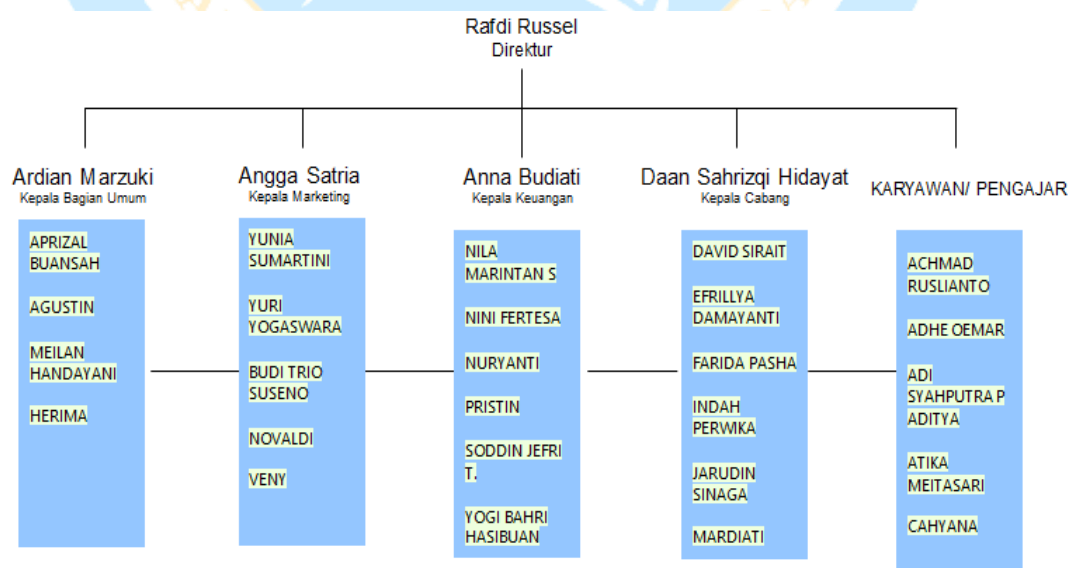 Rafdi Russel
Direktur
Ardian Marzuki
Kepala Bagian Umum
APRIZAL
BUANSAH
AGUSTIN
MEILAN
HANDAYANI
HERIMA
Angga Satria
Kepala Marketing
YUNIA
SUMARTINI
YURI
YOGASWARA
BUDI TRIO
SUSENO
NOVALDI
VENY
Anna Budiati
Kepala Keuangan
NILA
MARINTAN S
NINI FERTESA
NURYANTI
PRISTIN
SODDIN JEFRI
T.
YOGI BAHRI
HASIBUAN
Daan Sahrizqi Hidayat
Kepala Cabang
DAVID SIRAIT
EFRILLYA
DAMAYANTI
FARIDA PASHA
INDAH
PERWIKA
JARUDIN
SINAGA
MARDIATI
KARYAWAN/ PENGAJAR
ACHMAD
RUSLIANTO
ADHE OEMAR
ADI
SYAHPUTRA P
ADITYA
ATIKA
MEITASARI
CAHYANA